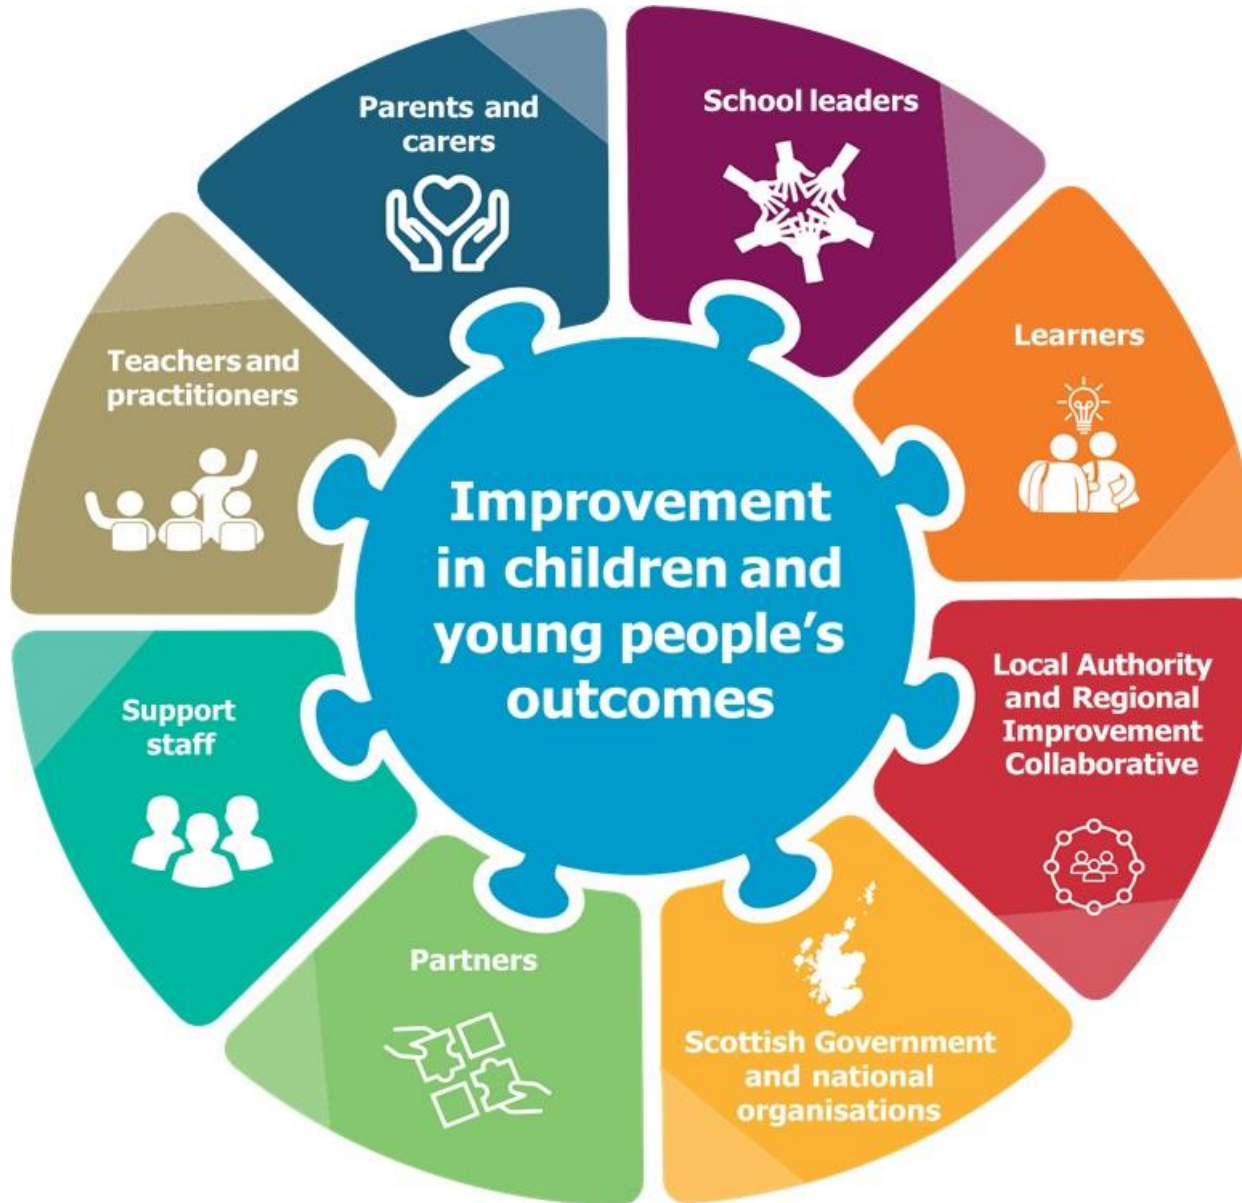 Parents and
carers
School leaders
Learners
Local Authority
and Regional
Improvement
Collaborative
Scottish Government
and national
organisations
Partners
Support
staff
Teachers and
practitioners
Improvement
in children and
young people’s
outcomes